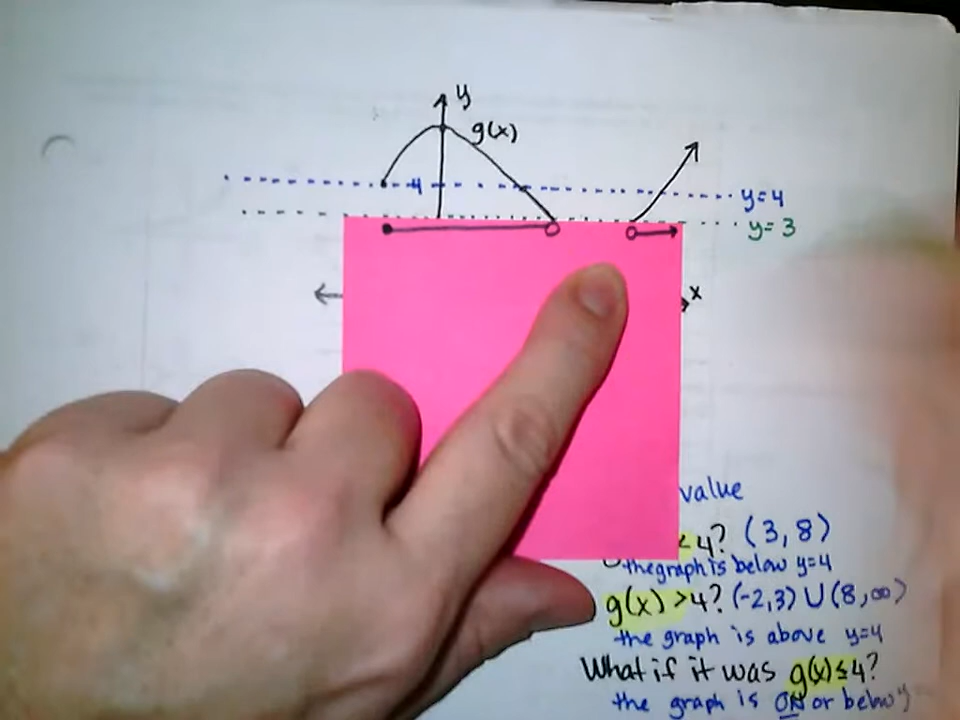 y
g(x)
4
y=4
y=3
x
value
< 4? (3,8)
the graph is below y=4
g(x) >4? (-2,3) U (8,∞)
the graph is above y=4
What if it was g(x)≤4?
the graph is ON or below y